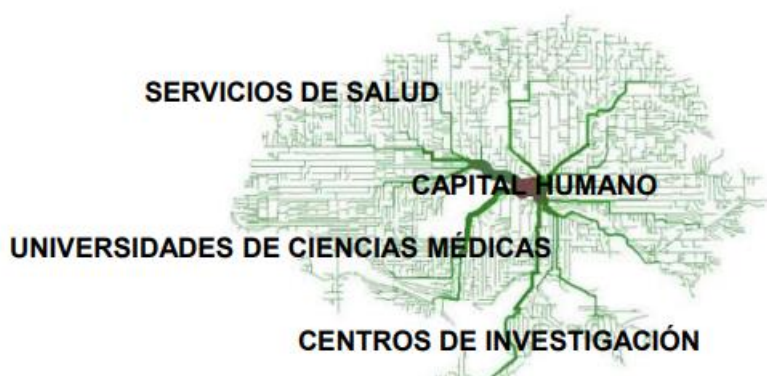 SERVICIOS DE SALUD
CAPITAL HUMANO
UNIVERSIDADES DE CIENCIAS MÉDICAS
CENTROS DE INVESTIGACIÓN